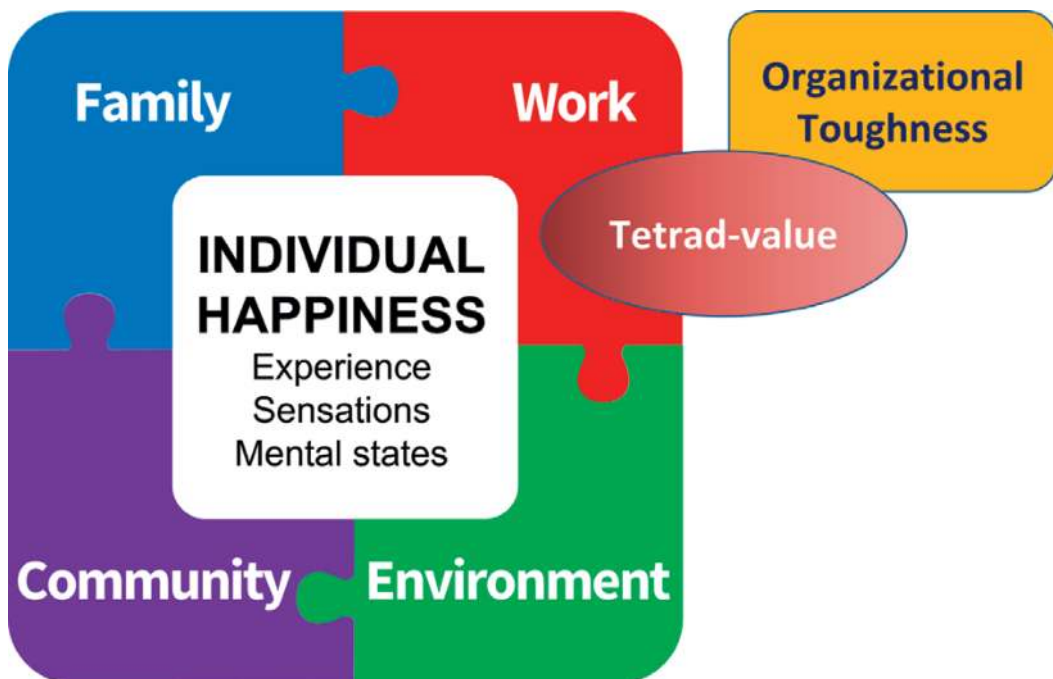 Family
Work
Organizational
Toughness
Tetrad-value
INDIVIDUAL
HAPPINESS
Experience
Sensations
Mental states
Community
Environment